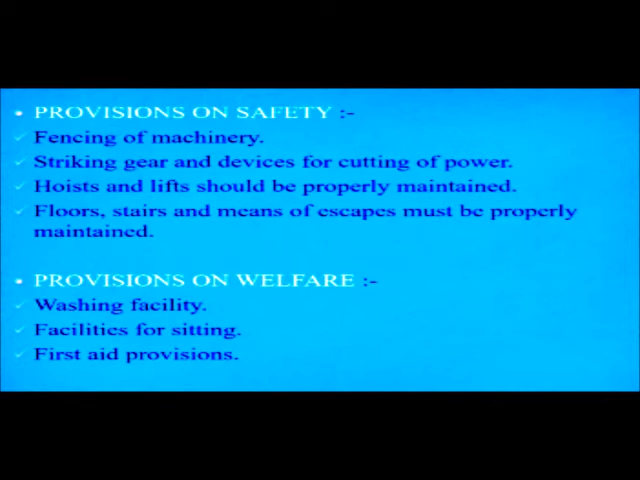 • PROVISIONS ON SAFETY :-
✓ Fencing of machinery.
✓ Striking gear and devices for cutting of power.
✓ Hoists and lifts should be properly maintained.
✓ Floors, stairs and means of escapes must be properly
maintained.
• PROVISIONS ON WELFARE :-
✓ Washing facility.
✓ Facilities for sitting.
✓ First aid provisions.